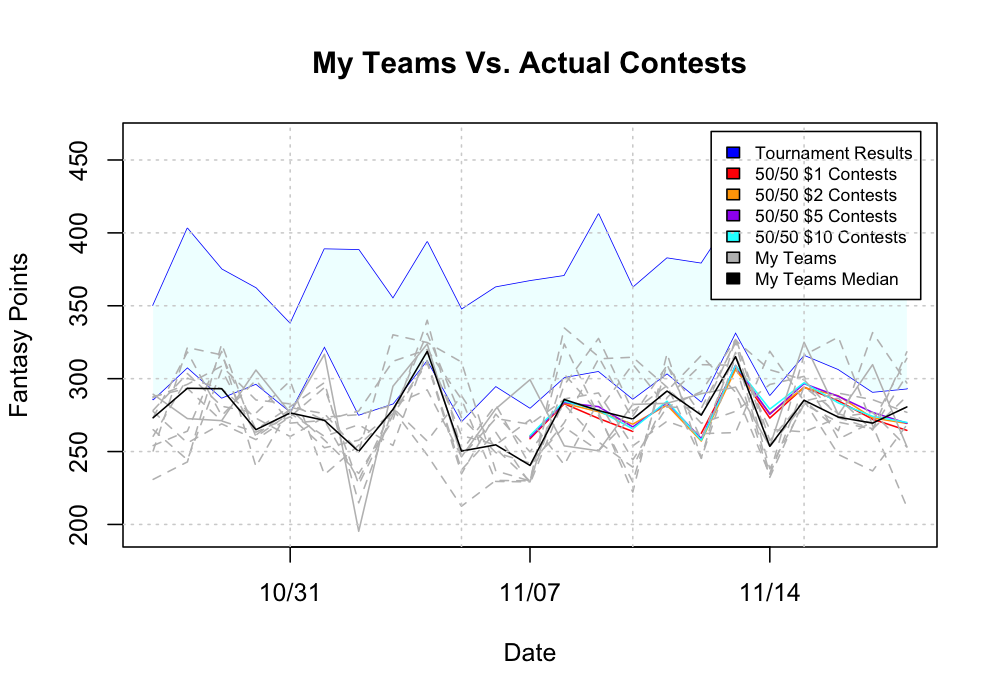 My Teams Vs. Actual Contests
Fantasy Points
450
400
350
300
250
200
Tournament Results
50/50 $1 Contests
50/50 $2 Contests
50/50 $5 Contests
50/50 $10 Contests
My Teams
My Teams Median
10/31
11/07
11/14
Date